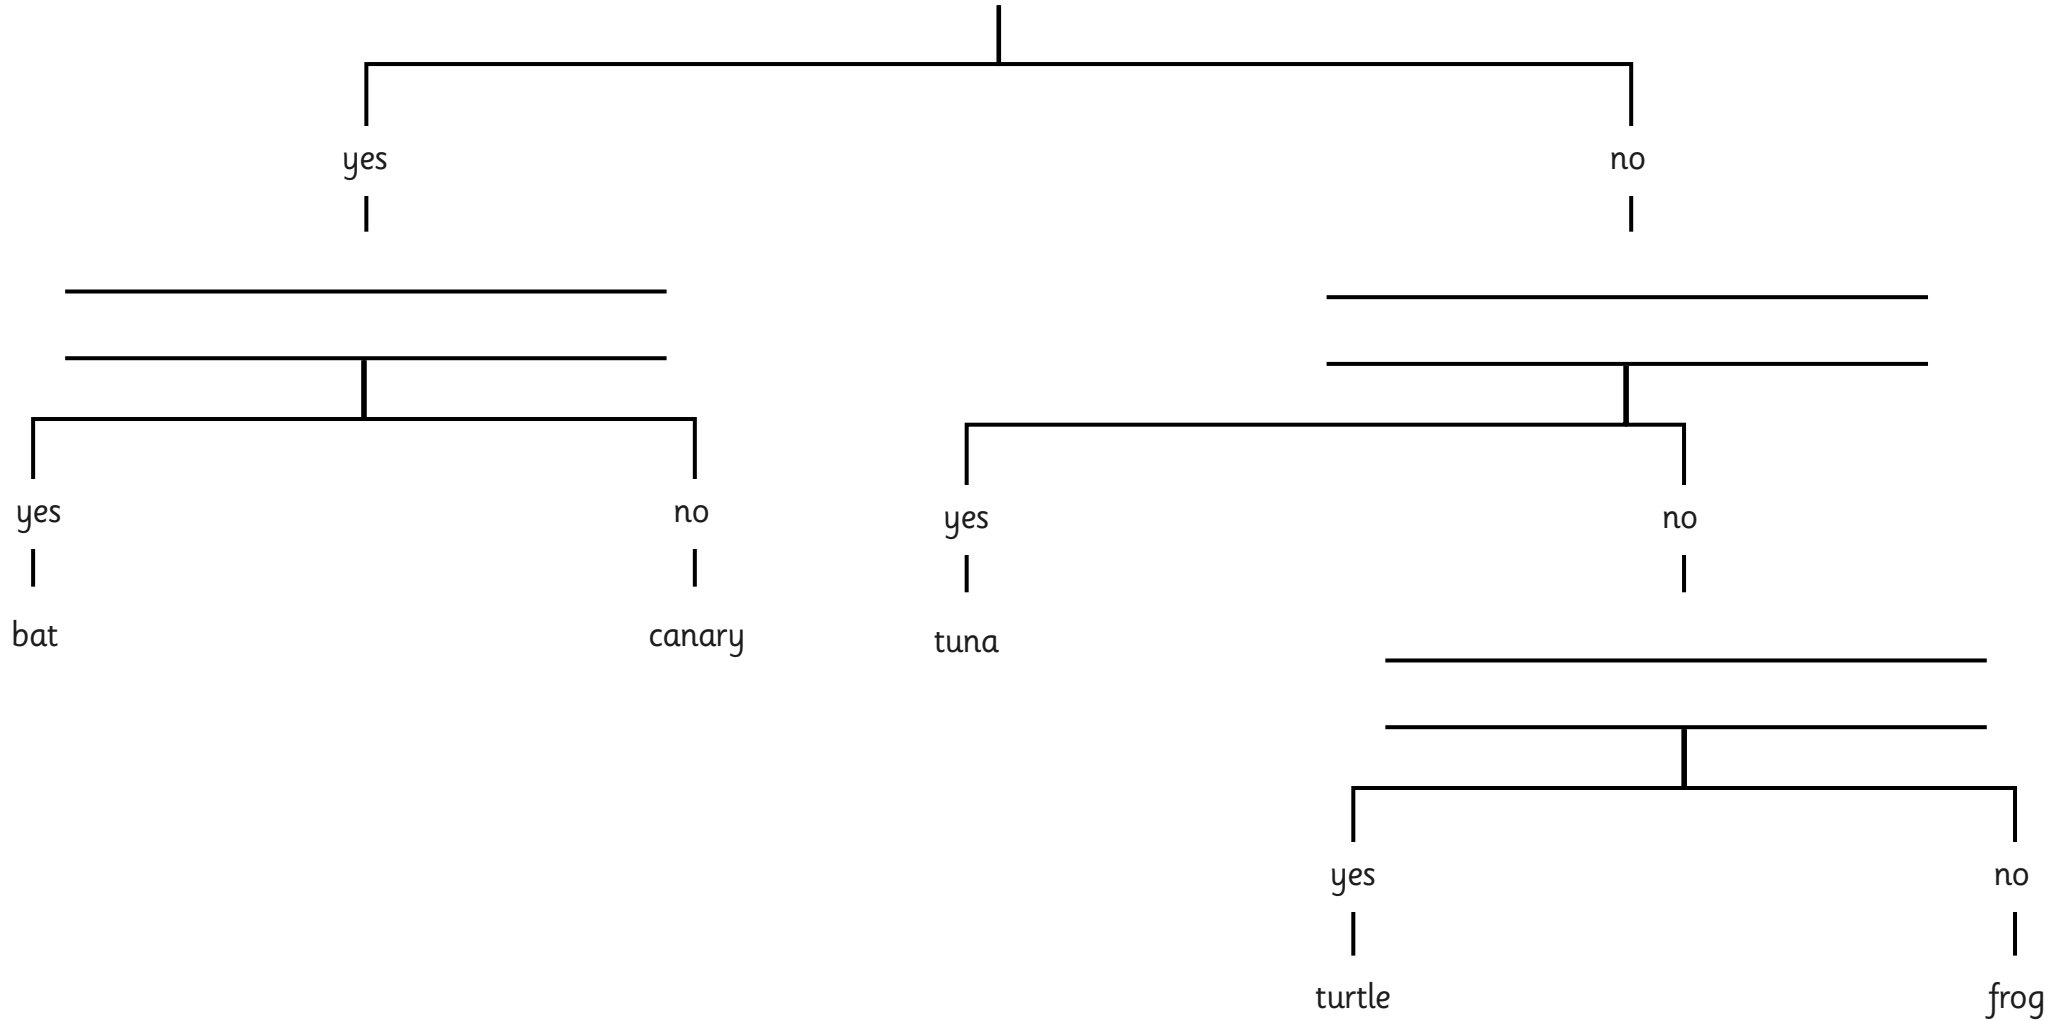 yes
no
yes
no
yes
no
bat
canary
tuna
yes
no
turtle
frog